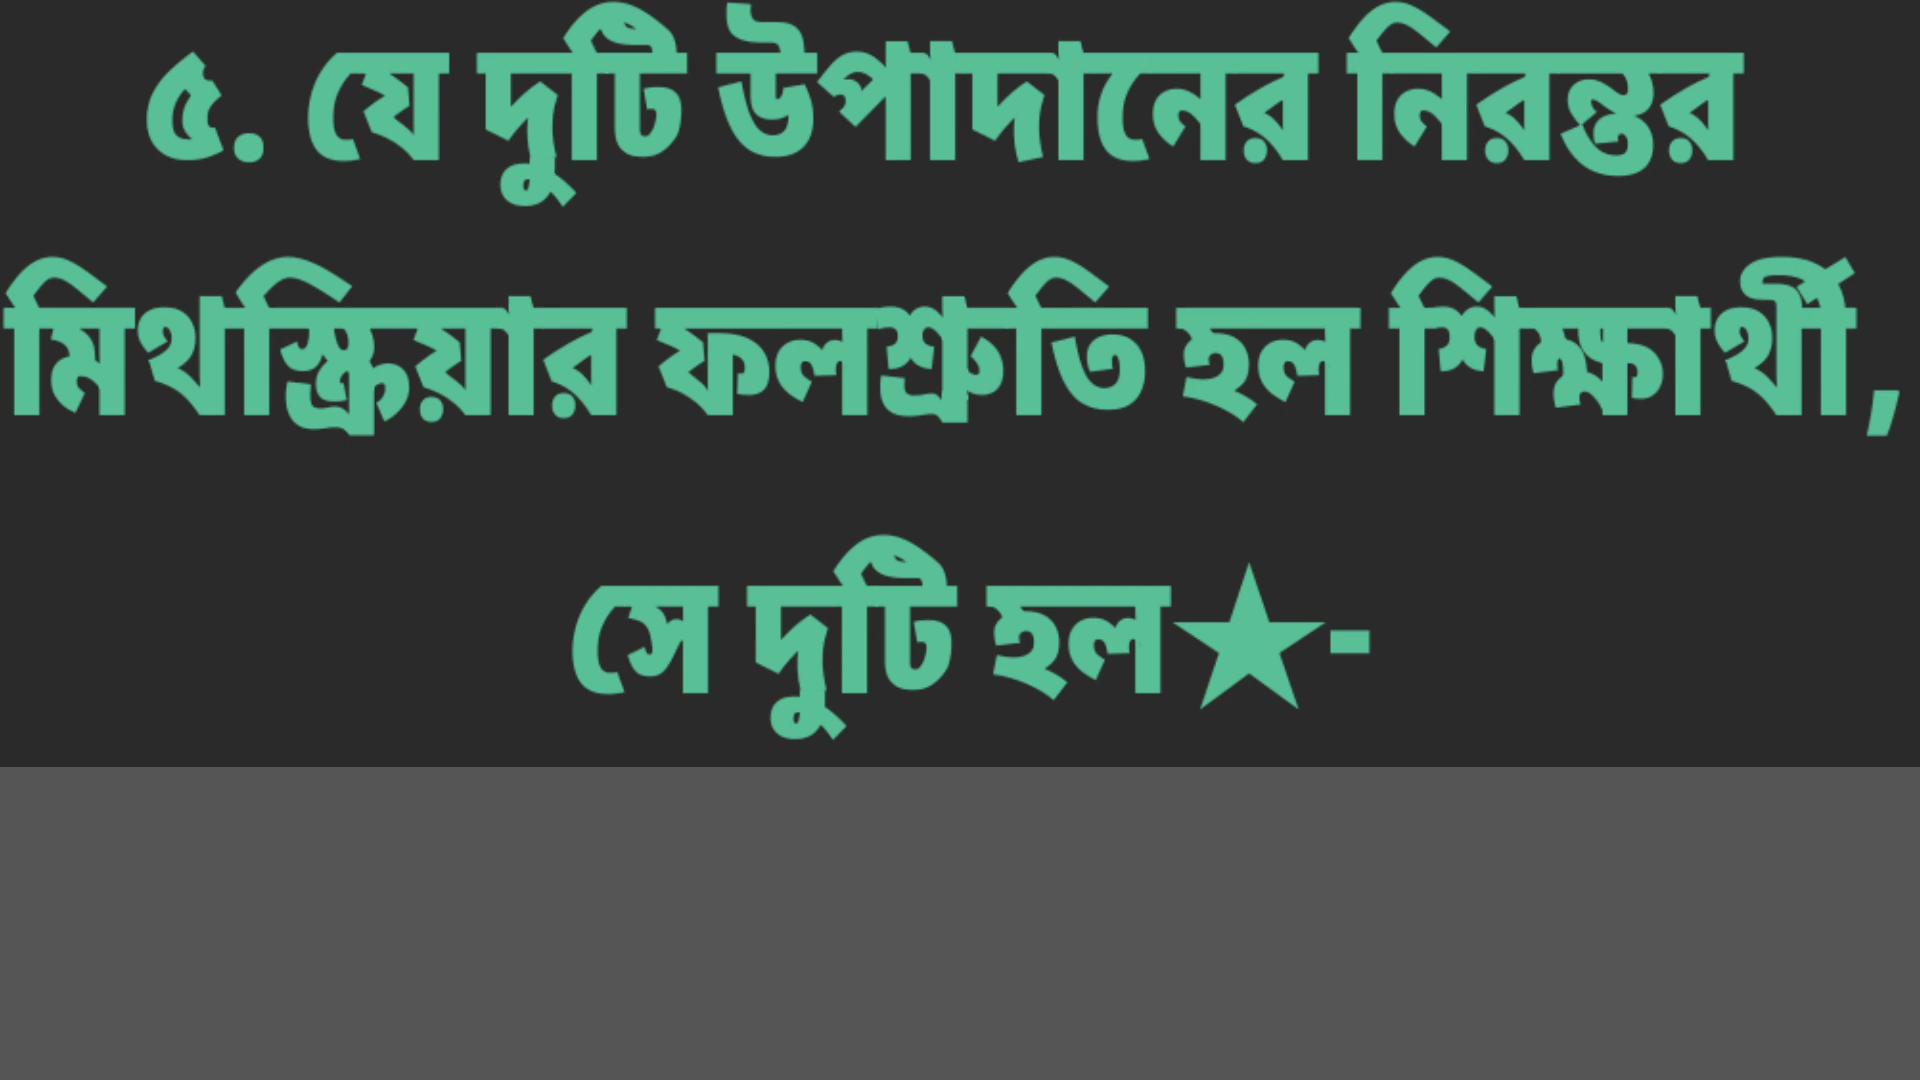 ৫. যে দুটি উপাদানের নিরন্তর
মিথস্ক্রিয়ার ফলশ্রুতি হল শিক্ষার্থী,
সে দুটি হল★-